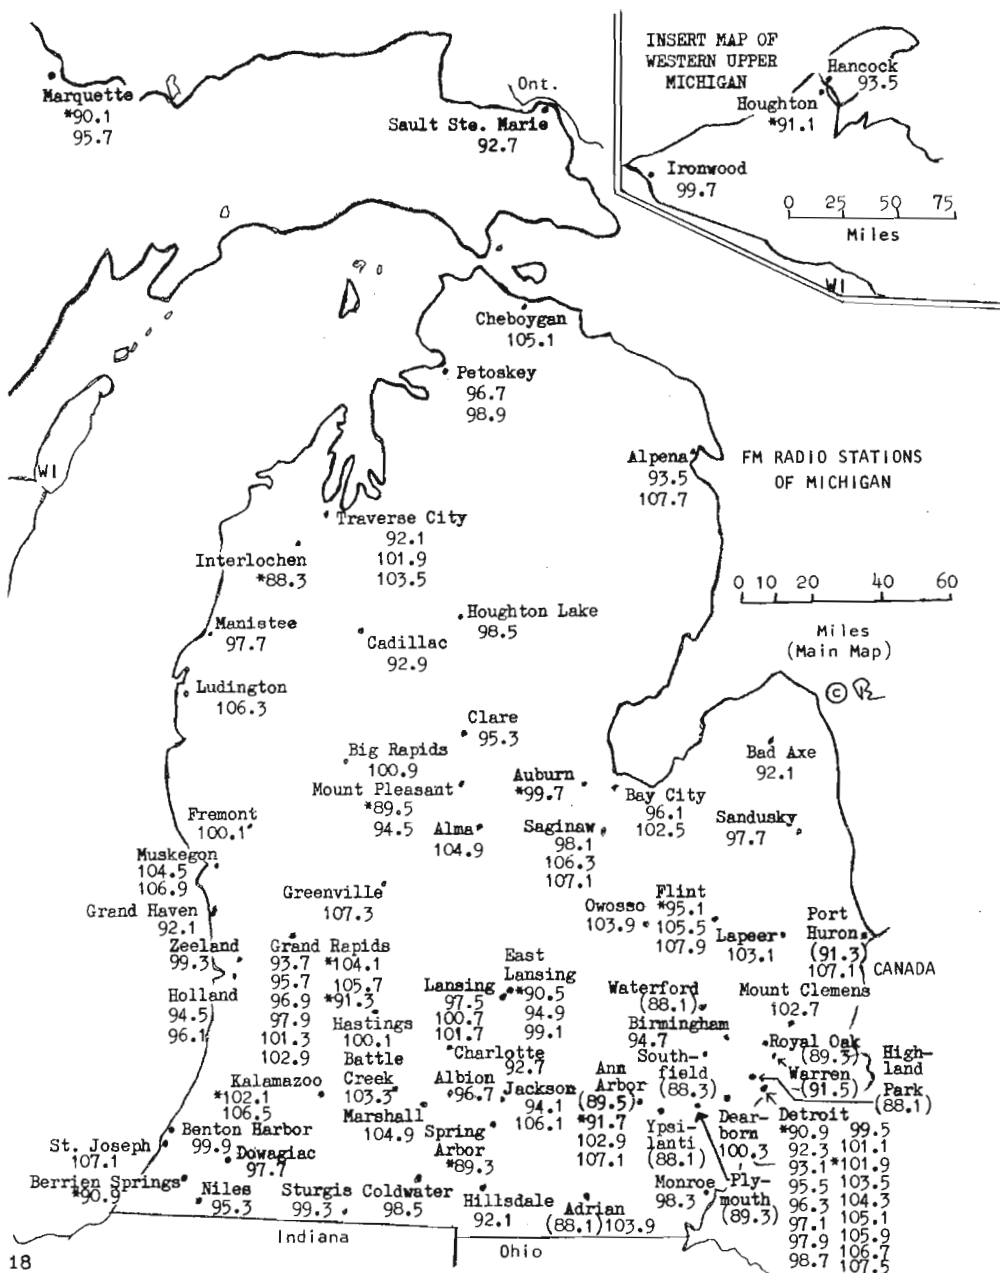 INSERT MAP OF
WESTERN UPPER
MICHIGAN
Hancock
93.5
Houghton
*91.1
Ironwood
99.7
0 25 50 75
Miles
WI
Marquette
*90.1
95.7
Ont.
Sault Ste. Marie
92.7
Cheboygan
105.1
Petoskey
96.7
98.9
WI
Alpena
93.5
107.7
FM RADIO STATIONS
OF MICHIGAN
Traverse City
92.1
101.9
103.5
Interlochen
*88.3
0 10 20 40 60
Miles
(Main Map)
©
Houghton Lake
98.5
Manistee
97.7
Cadillac
92.9
Ludington
106.3
Clare
95.3
Big Rapids
100.9
Bad Axe
92.1
Mount Pleasant
*89.5
94.5
Auburn
*99.7
Bay City
96.1
102.5
Sandusky
97.7
Fremont
100.1
Alma
104.9
Saginaw
98.1
106.3
107.1
Muskegon
104.5
106.9
Greenville
107.3
Grand Haven
92.1
Owosso
103.9
Flint
*95.1
105.5
107.9
Lapeer
103.1
Port
Huron
(91.3)
107.1
CANADA
Zeeland
99.3
Grand Rapids
93.7 *104.1
95.7 105.7
96.9 *91.3
97.9
101.3
102.9
Holland
94.5
96.1
Hastings
100.1
Lansing
97.5
100.7
101.7
East
Lansing
*90.5
94.9
99.1
Waterford
(88.1)
Mount Clemens
102.7
Birmingham
94.7
Royal Oak
(89.3)
Warren
(91.5)
High-
land
Park
(88.1)
South-
field
(88.3)
Charlotte
92.7
Battle
Creek
103.3
Kalamazoo
*102.1
106.5
Albion
96.7
Jackson
94.1
106.1
Ann
Arbor
(89.5)
*91.7
102.9
107.1
Marshall
104.9
Spring
Arbor
*89.3
Ypsi-
lanti
(88.1)
Dear-
born
100.3
Detroit
*90.9 99.5
92.3 101.1
93.1 *101.9
95.5 103.5
96.3 104.3
97.1 105.1
97.9 105.9
98.7 106.7
107.5
Benton Harbor
99.9
St. Joseph
107.1
Dowagiac
97.7
Berrien Springs
*90.9
Niles
95.3
Sturgis
99.3
Coldwater
98.5
Hillsdale
92.1
Adrian
(88.1)103.9
Monroe
98.3
Ply-
mouth
(89.3)
Indiana
Ohio
18